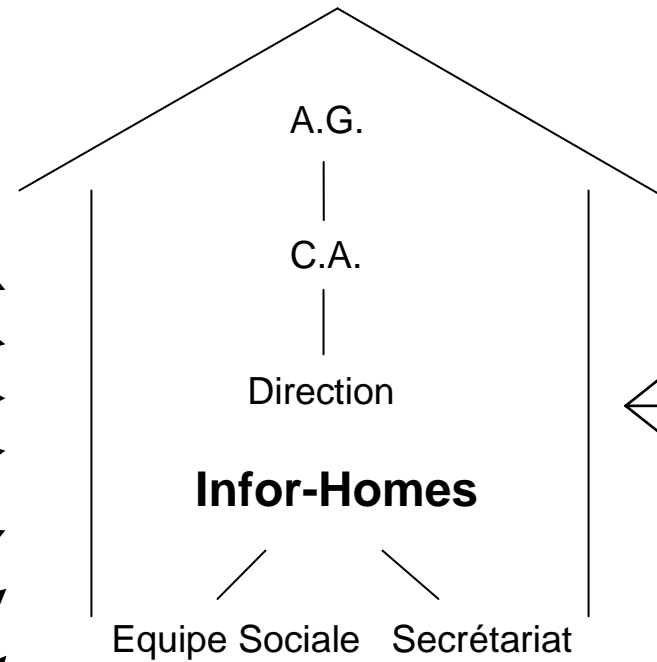 A.G.
C.A.
Direction
Infor-Homes
Equipe Sociale Secrétariat